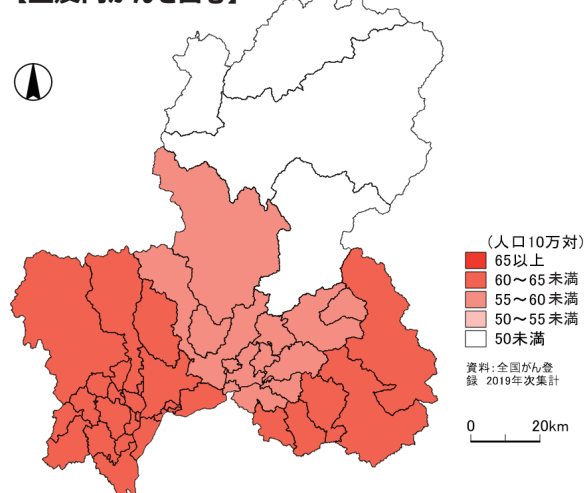 (人口10万対)
65以上
60〜65未満
55〜60未満
50〜55未満
50未満
資料:全国がん登
録 2019年次集計
0 20km